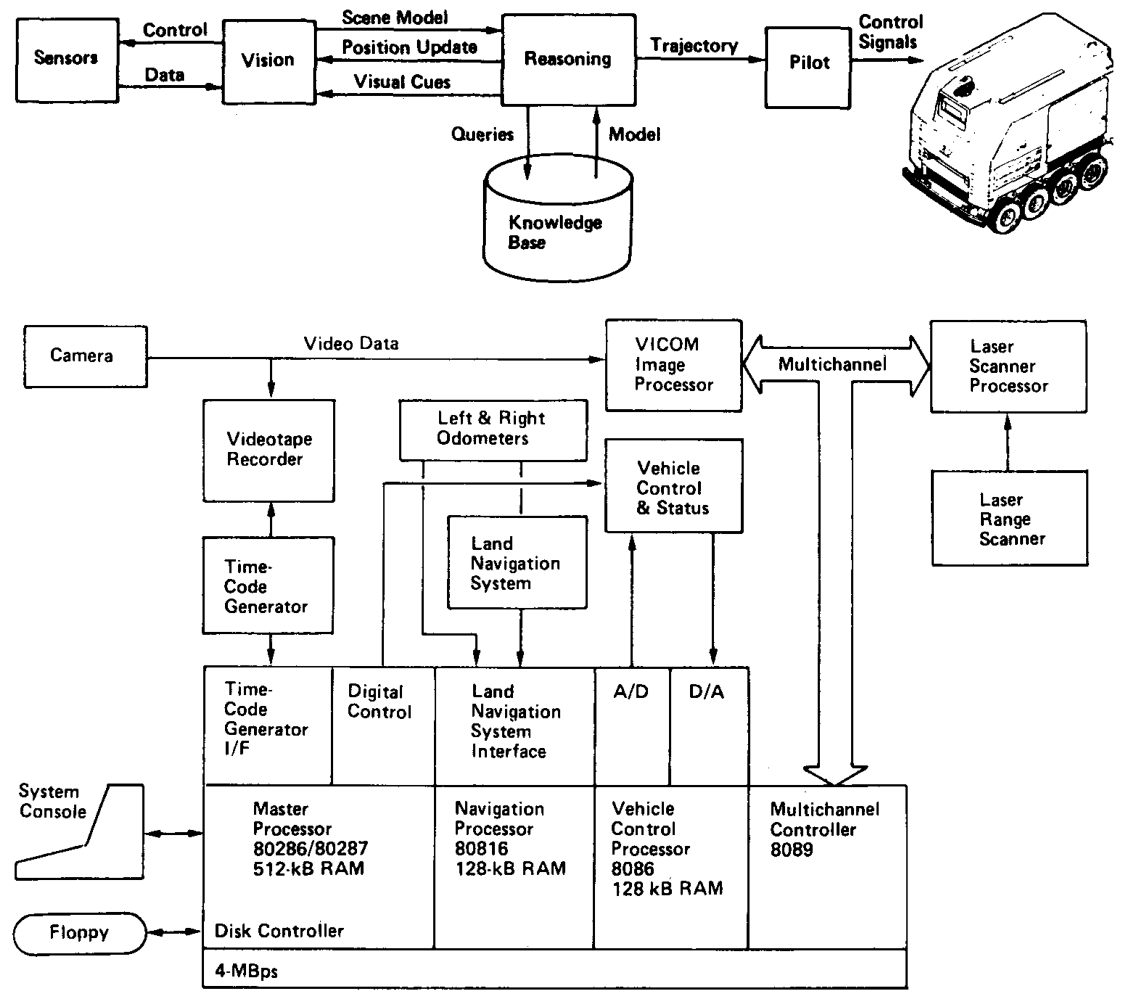 Sensors
Control
Data
Vision
Scene Model
Position Update
Visual Cues
Reasoning
Trajectory
Pilot
Control
Signals
Queries
Model
Knowledge
Base
Camera
Video Data
VICOM
Image
Processor
Multichannel
Laser
Scanner
Processor
Videotape
Recorder
Left & Right
Odometers
Vehicle
Control
& Status
Laser
Range
Scanner
Time-
Code
Generator
Land
Navigation
System
Time-
Code
Generator
I/F
Digital
Control
Land
Navigation
System
Interface
A/D
D/A
System
Console
Master
Processor
80286/80287
512-kB RAM
Navigation
Processor
80816
128-kB RAM
Vehicle
Control
Processor
8086
128 kB RAM
Multichannel
Controller
8089
Floppy
Disk Controller
4-MBps